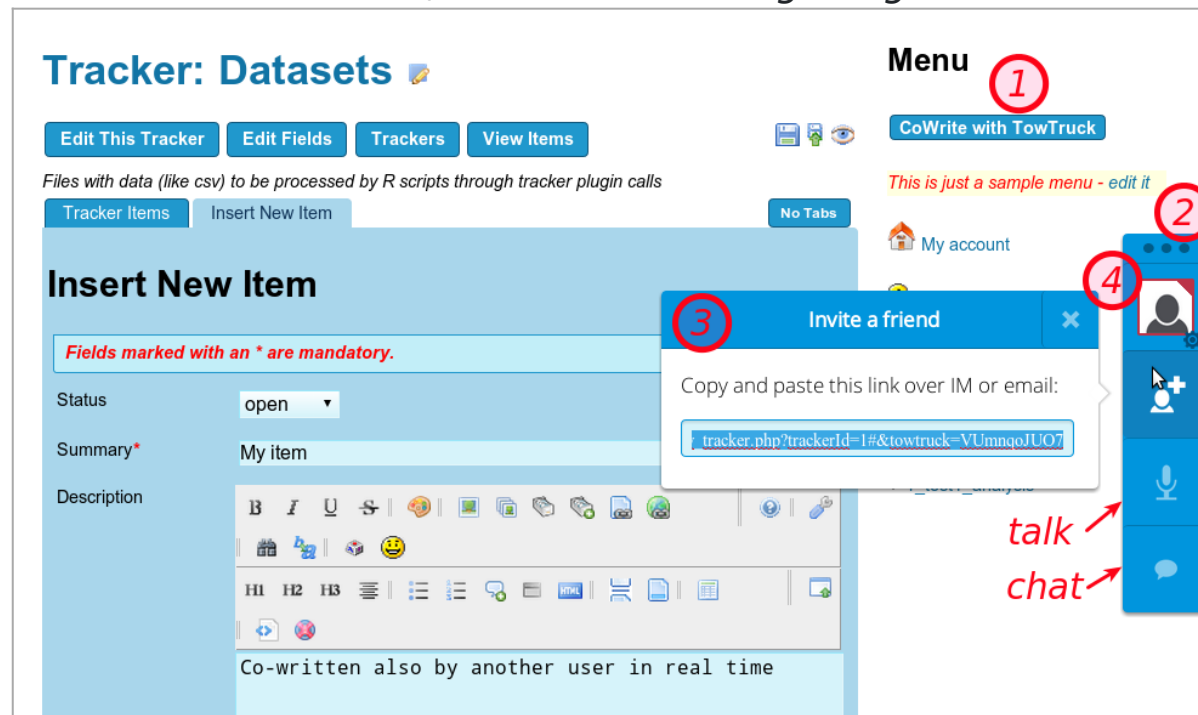 Tracker: Datasets
Menu
1
Edit This Tracker Edit Fields Trackers View Items
CoWrite with TowTruck
Files with data (like csv) to be processed by R scripts through tracker plugin calls
This is just a sample menu - edit it
Tracker Items Insert New Item No Tabs
2
My account
Insert New Item
4
3 Invite a friend
Fields marked with an * are mandatory.
Copy and paste this link over IM or email:
Status open
_tracker.php?trackerId=1#&towtruck=VUmnqoJUO7
Summary* My item
Description
B I U S
talk
H1 H2 H3 HTML
chat
Co-written also by another user in real time